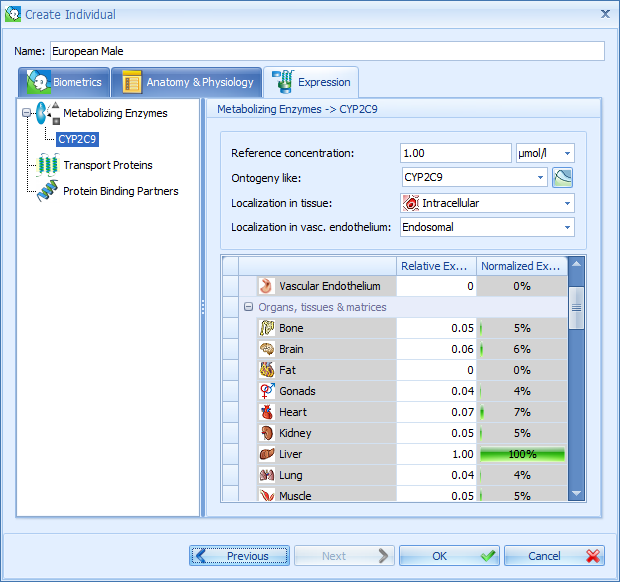 Create Individual
Name: European Male
Biometrics Anatomy & Physiology Expression
Metabolizing Enzymes
CYP2C9
Transport Proteins
Protein Binding Partners
Metabolizing Enzymes -> CYP2C9
Reference concentration: 1.00 µmol/l
Ontogeny like: CYP2C9
Localization in tissue: Intracellular
Localization in vasc. endothelium: Endosomal
Relative Ex... Normalized Ex...
Vascular Endothelium 0 0%
Organs, tissues & matrices
Bone 0.05 5%
Brain 0.06 6%
Fat 0 0%
Gonads 0.04 4%
Heart 0.07 7%
Kidney 0.05 5%
Liver 1.00 100%
Lung 0.04 4%
Muscle 0.05 5%
Previous Next OK Cancel